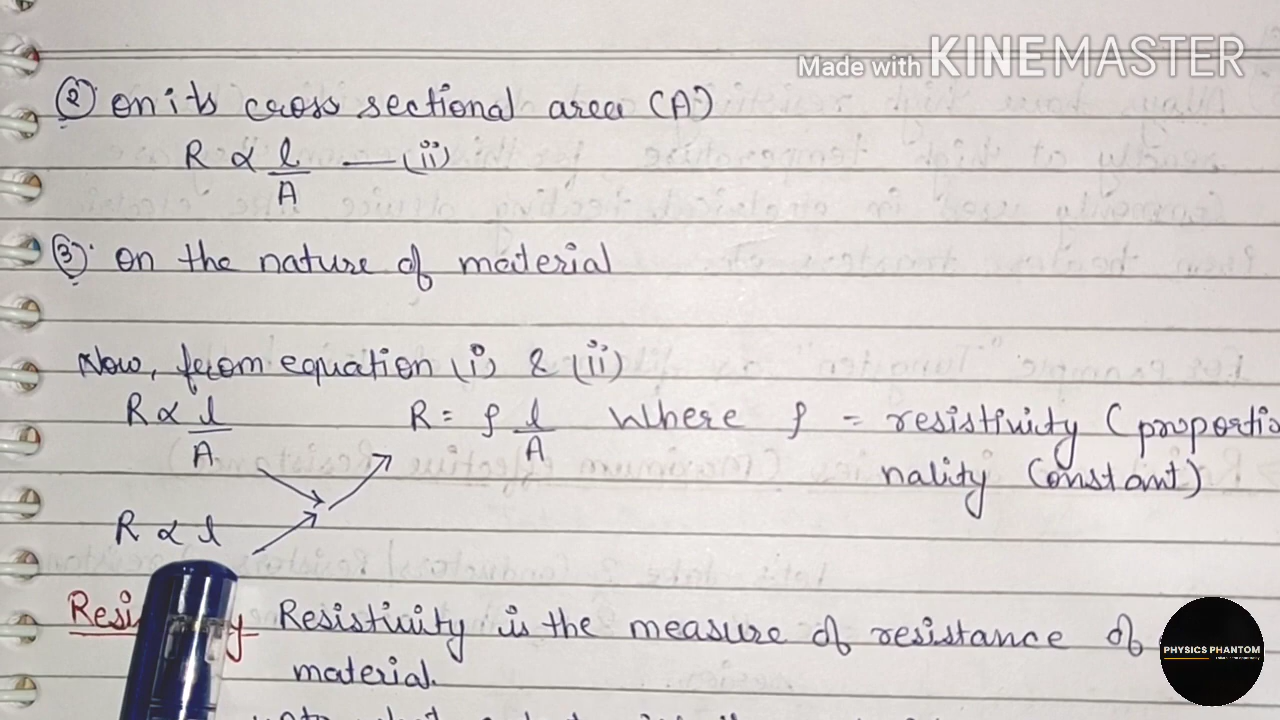 Made with KINEMASTER
② on its cross sectional area (A)
R ∝ l/A — (ii)
③ on the nature of material
Now, from equation (i) & (ii)
R ∝ l/A R = ρ l/A Where ρ = resistivity (proportio
nality Constant)
R ∝ l
Resi y Resistivity is the measure of resistance of
material.
PHYSICS PHANTOM